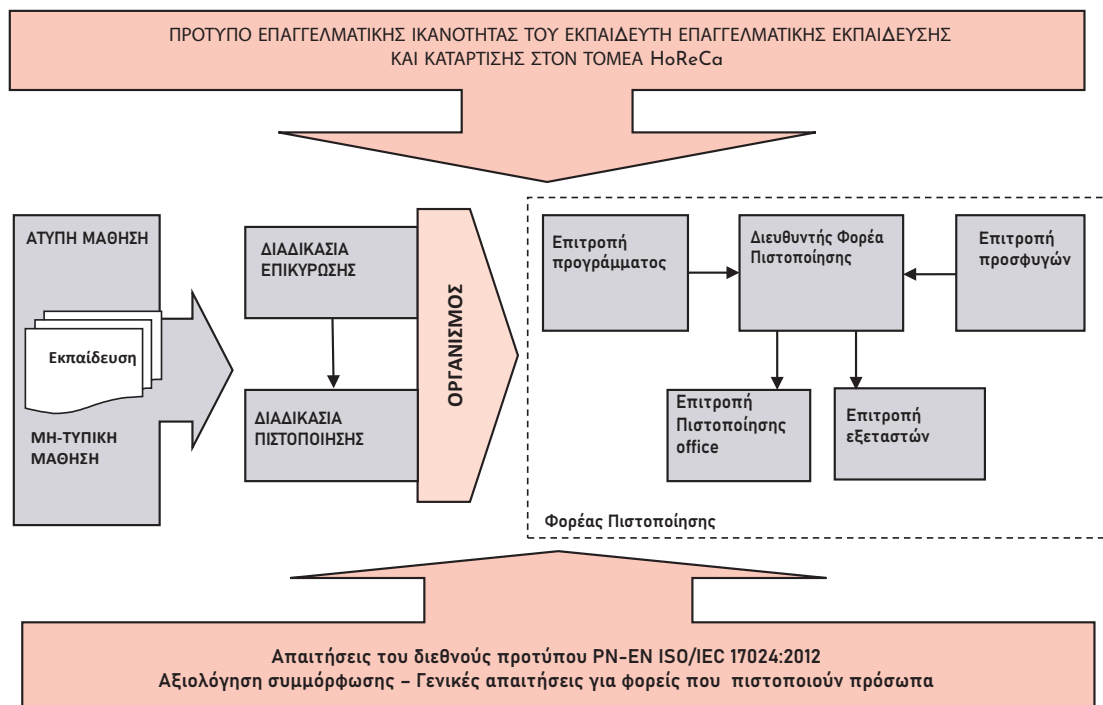 ΠΡΟΤΥΠΟ ΕΠΑΓΓΕΛΜΑΤΙΚΗΣ ΙΚΑΝΟΤΗΤΑΣ ΤΟΥ ΕΚΠΑΙΔΕΥΤΗ ΕΠΑΓΓΕΛΜΑΤΙΚΗΣ ΕΚΠΑΙΔΕΥΣΗΣ
ΚΑΙ ΚΑΤΑΡΤΙΣΗΣ ΣΤΟΝ ΤΟΜΕΑ HoReCa
ΑΤΥΠΗ ΜΑΘΗΣΗ
Εκπαίδευση
ΜΗ-ΤΥΠΙΚΗ
ΜΑΘΗΣΗ
ΔΙΑΔΙΚΑΣΙΑ
ΕΠΙΚΥΡΩΣΗΣ
ΔΙΑΔΙΚΑΣΙΑ
ΠΙΣΤΟΠΟΙΗΣΗΣ
ΟΡΓΑΝΙΣΜΟΣ
Επιτροπή
προγράμματος
Διευθυντής Φορέα
Πιστοποίησης
Επιτροπή
προσφυγών
Επιτροπή
Πιστοποίησης
office
Επιτροπή
εξεταστών
Φορέας Πιστοποίησης
Απαιτήσεις του διεθνούς προτύπου PN-EN ISO/IEC 17024:2012
Αξιολόγηση συμμόρφωσης – Γενικές απαιτήσεις για φορείς που πιστοποιούν πρόσωπα